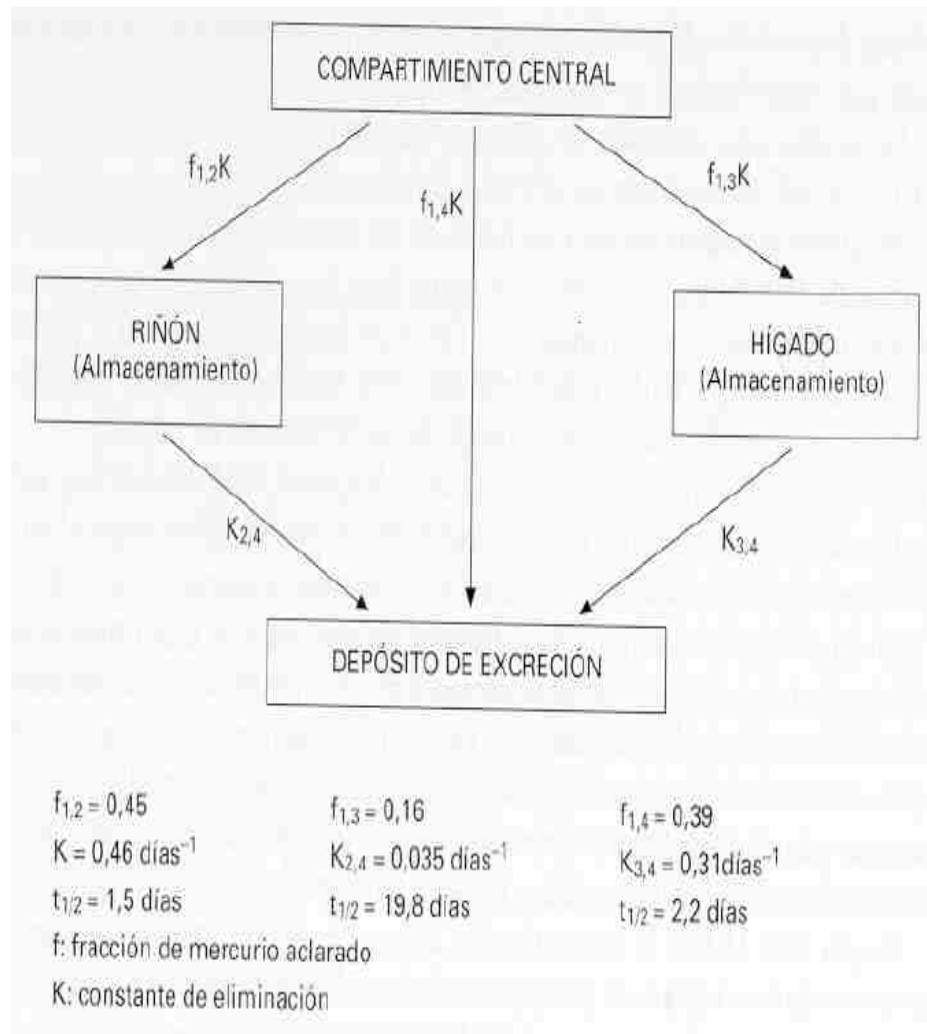 COMPARTIMIENTO CENTRAL
f1,2K
f1,4K
f1,3K
RIÑÓN
(Almacenamiento)
HÍGADO
(Almacenamiento)
K2,4
K3,4
DEPÓSITO DE EXCRECIÓN
f1,2 = 0,45
f1,3 = 0,16
f1,4 = 0,39
K = 0,46 días⁻¹
K2,4 = 0,035 días⁻¹
K3,4 = 0,31días⁻¹
t1/2 = 1,5 días
t1/2 = 19,8 días
t1/2 = 2,2 días
f: fracción de mercurio aclarado
K: constante de eliminación